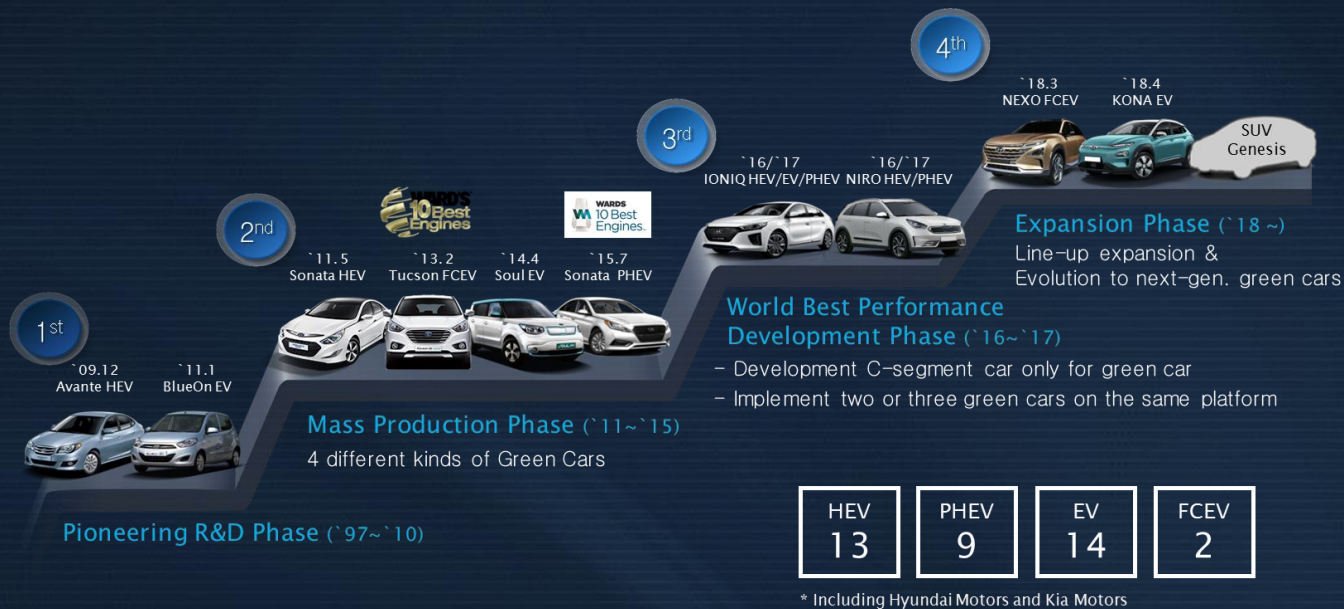 1st
`09.12
Avante HEV
`11.1
BlueOn EV
Pioneering R&D Phase (`97~`10)
2nd
WARD'S
10Best
Engines
WARDS
10 Best
Engines
`11.5
Sonata HEV
`13.2
Tucson FCEV
`14.4
Soul EV
`15.7
Sonata PHEV
Mass Production Phase (`11~`15)
4 different kinds of Green Cars
3rd
`16/`17
IONIQ HEV/EV/PHEV
`16/`17
NIRO HEV/PHEV
World Best Performance
Development Phase (`16~`17)
- Development C-segment car only for green car
- Implement two or three green cars on the same platform
4th
`18.3
NEXO FCEV
`18.4
KONA EV
SUV
Genesis
Expansion Phase (`18 ~)
Line-up expansion &
Evolution to next-gen. green cars
HEV
13
PHEV
9
EV
14
FCEV
2
* Including Hyundai Motors and Kia Motors